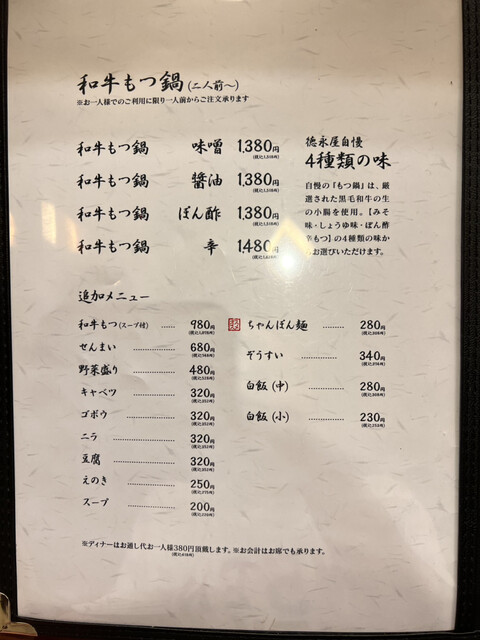 和牛もつ鍋(二人前〜)
※お一人様でのご利用に限り一人前からご注文承ります
和牛もつ鍋 味噌 1,380円
和牛もつ鍋 醤油 1,380円
和牛もつ鍋 ぽん酢 1,380円
和牛もつ鍋 辛 1480円
徳永屋自慢
4種類の味
自慢の『もつ鍋』は、厳
選された黒毛和牛の生
の小腸を使用。【みそ
味・しょうゆ味・ぽん酢
辛もつ】の4種類の味か
お選びいただけます。
追加メニュー
和牛もつ(スープ付) ...... 980円
せんまい ............ 680円
野菜盛り ............ 480円
キャベツ ............ 320円
ゴボウ ............ 320円
ニラ ............ 320円
豆腐 ............ 320円
えのき ............ 250円
スープ ............ 200円
ちゃんぽん麺 ......... 280円
ぞうすい ............ 340円
白飯(中) ............ 280円
白飯(小) ............ 230円
※ディナーはお通し代お一人様380円頂戴します。※お会計はお席でも承ります。